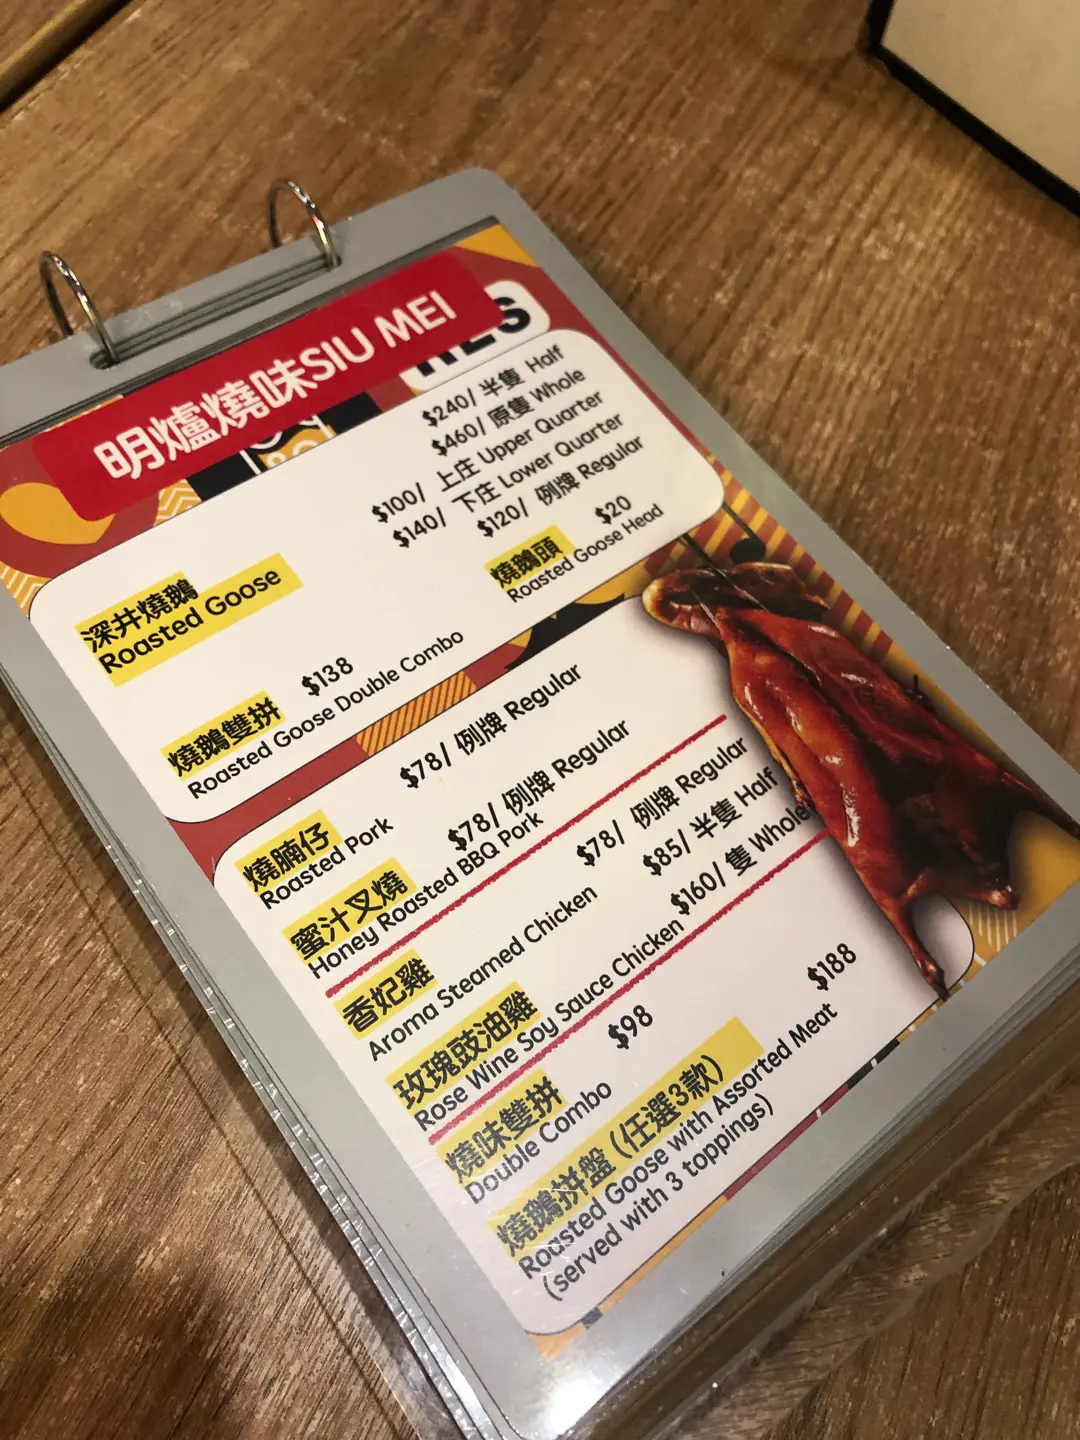 明爐燒味SIU MEI
$240/ 半隻 Half
$460/ 原隻 Whole
$100/ 上庄 Upper Quarter
$140/ 下庄 Lower Quarter
$120/ 例牌 Regular
深井燒鵝
Roasted Goose
燒鵝頭 $20
Roasted Goose Head
燒鵝雙拼 $138
Roasted Goose Double Combo
燒腩仔 $78/ 例牌 Regular
Roasted Pork
蜜汁叉燒 $78/ 例牌 Regular
Honey Roasted BBQ Pork
香妃雞 $78/ 例牌 Regular
Aroma Steamed Chicken $85/ 半隻 Half
玫瑰豉油雞 $160/ 隻 Whole
Rose Wine Soy Sauce Chicken
燒味雙拼 $98
Double Combo
燒鵝拼盤 (任選3款) $188
Roasted Goose with Assorted Meat
(served with 3 toppings)